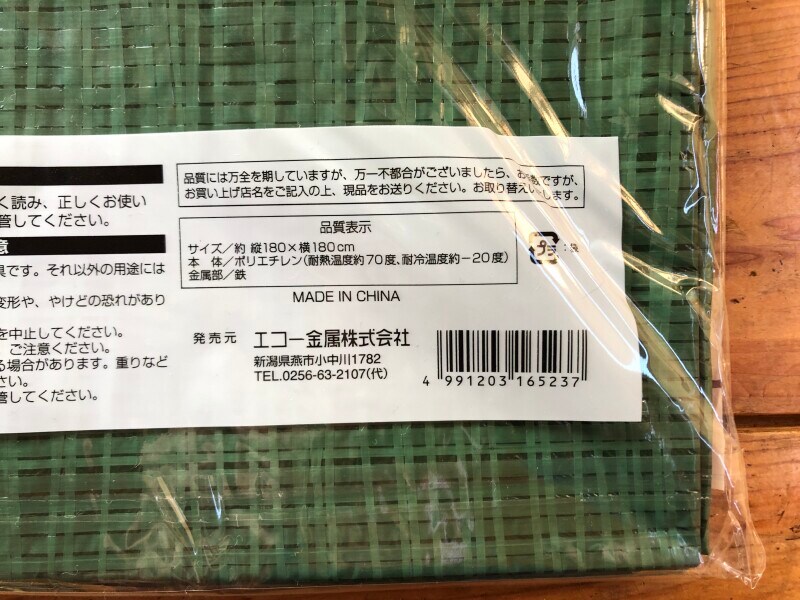 く読み、正しくお使い
管してください。
意
具です。それ以外の用途には
変形や、やけどの恐れがあり
を中止してください。
、ご注意ください。
る場合があります。重りなど
さい。
管してください。
品質には万全を期していますが、万一不都合がございましたら、お手数ですが、
お買い上げ店名をご記入の上、現品をお送りください。お取り替えいたします。
品質表示
サイズ/約 縦180×横180cm
本 体/ポリエチレン(耐熱温度約70度、耐冷温度約-20度)
金属部/鉄
プラ
:袋
MADE IN CHINA
発売元 エコー金属株式会社
新潟県燕市小中川1782
TEL.0256-63-2107(代)
4 991203 165237